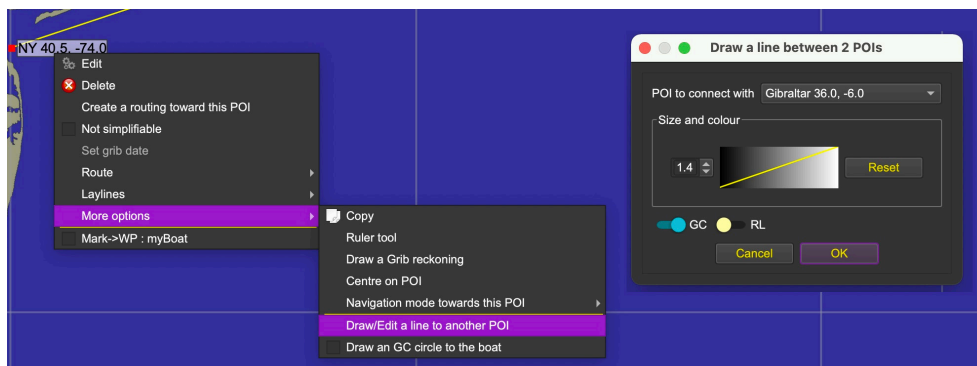 NY 40.5, -74.0
Edit
Delete
Create a routing toward this POI
Not simplifiable
Set grib date
Route
Laylines
More options
Mark->WP : myBoat
Copy
Ruler tool
Draw a Grib reckoning
Centre on POI
Navigation mode towards this POI
Draw/Edit a line to another POI
Draw an GC circle to the boat
Draw a line between 2 POIs
POI to connect with Gibraltar 36.0, -6.0
Size and colour
1.4 Reset
GC RL
Cancel OK